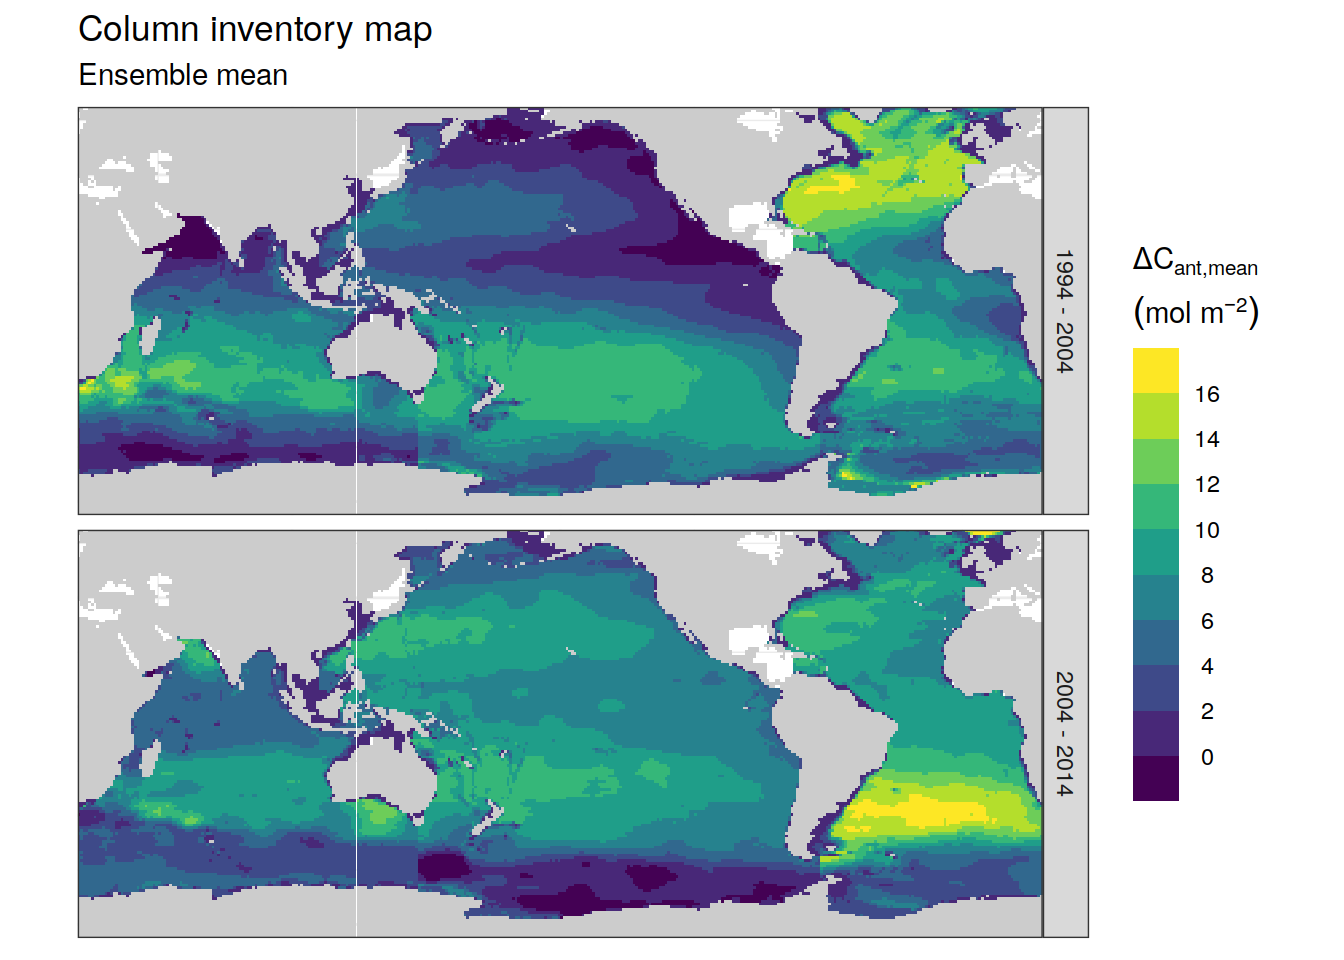 Column inventory map
Ensemble mean
1994 - 2004
2004 - 2014
ΔCant,mean
(mol m−2)
16
14
12
10
8
6
4
2
0